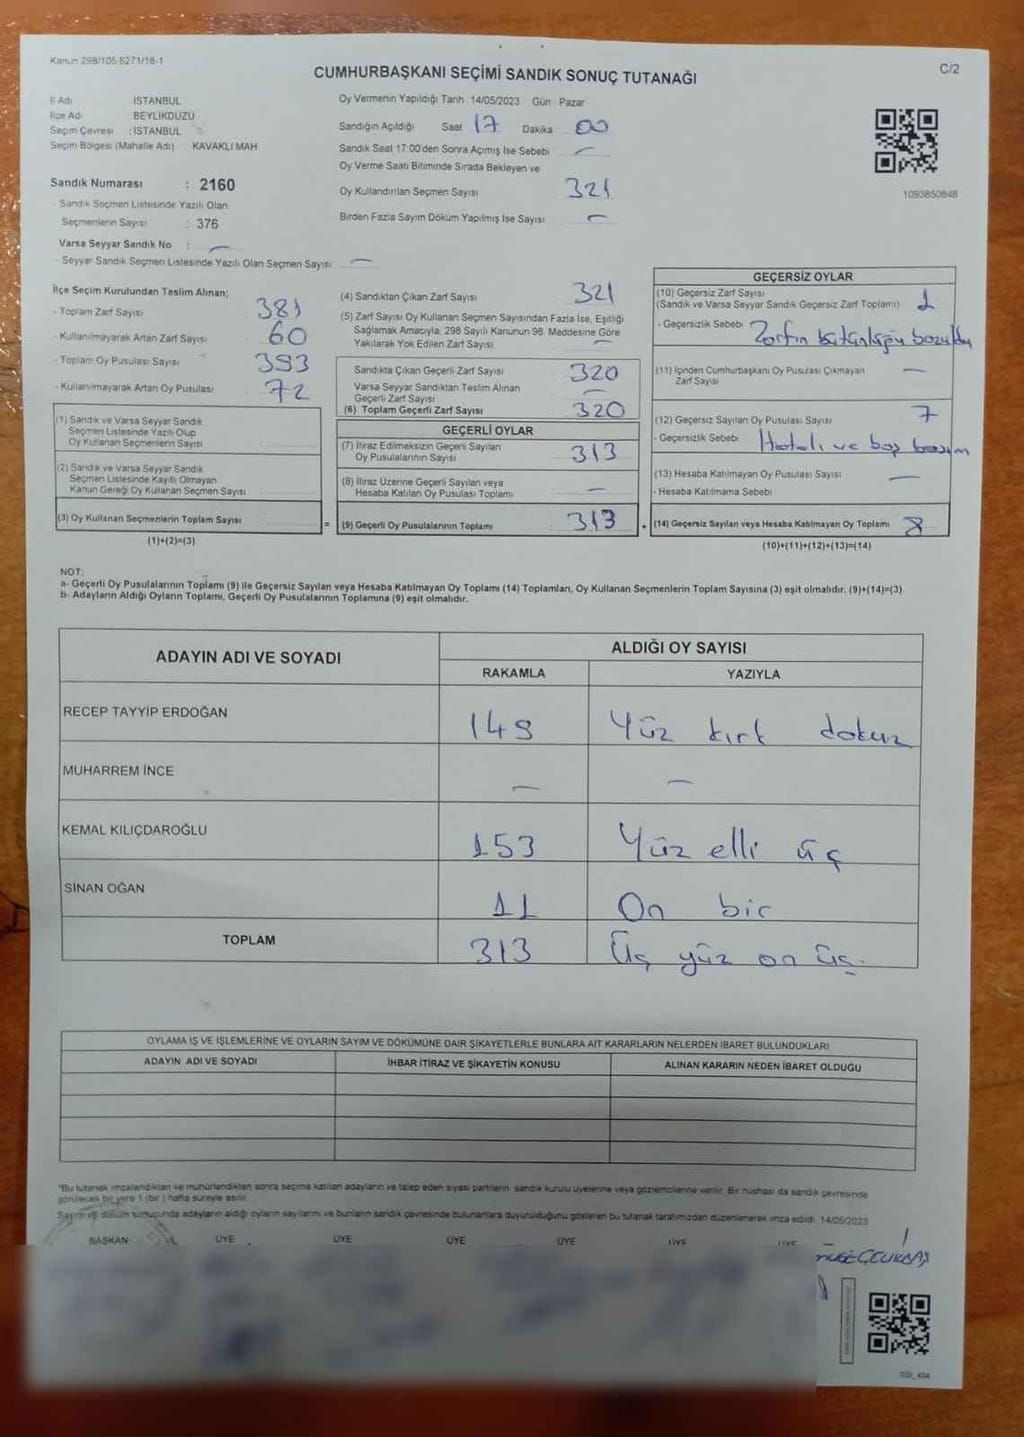 Kanun 298/105 6271/16-1
CUMHURBAŞKANI SEÇİMİ SANDIK SONUÇ TUTANAĞI
C/2
İl Adı İSTANBUL
İlçe Adı BEYLİKDÜZÜ
Seçim Çevresi : İSTANBUL
Seçim Bölgesi (Mahalle Adı) KAVAKLI MAH
Sandık Numarası : 2160
Sandık Seçmen Listesinde Yazılı Olan
Seçmenlerin Sayısı : 376
Varsa Seyyar Sandık No : –
- Seyyar Sandık Seçmen Listesinde Yazılı Olan Seçmen Sayısı –
Oy Vermenin Yapıldığı Tarih 14/05/2023 Gün Pazar
Sandığın Açıldığı Saat 17 Dakika 00
Sandık Saat 17:00'den Sonra Açımış İse Sebebi –
Oy Verme Saati Bitiminde Sırada Bekleyen ve
Oy Kullandırılan Seçmen Sayısı 321
Birden Fazla Sayım Döküm Yapılmış İse Sayısı –
1093850848
İlçe Seçim Kurulundan Teslim Alınan;
- Toplam Zarf Sayısı 381
- Kullanılmayarak Artan Zarf Sayısı 60
- Toplam Oy Pusulası Sayısı 393
- Kullanılmayarak Artan Oy Pusulası 72
(1) Sandık ve Varsa Seyyar Sandık
Seçmen Listesinde Yazılı Olup
Oy Kullanan Seçmenlerin Sayısı
(2) Sandık ve Varsa Seyyar Sandık
Seçmen Listesinde Kayıtlı Olmayan
Kanun Gereği Oy Kullanan Seçmen Sayısı
(3) Oy Kullanan Seçmenlerin Toplam Sayısı =
(1)+(2)=(3)
(4) Sandıktan Çıkan Zarf Sayısı 321
(5) Zarf Sayısı Oy Kullanan Seçmen Sayısından Fazla İse, Eşitliği
Sağlamak Amacıyla, 298 Sayılı Kanunun 98. Maddesine Göre
Yakılarak Yok Edilen Zarf Sayısı –
Sandıkta Çıkan Geçerli Zarf Sayısı 320
Varsa Seyyar Sandıktan Teslim Alınan
Geçerli Zarf Sayısı –
(6) Toplam Geçerli Zarf Sayısı 320
GEÇERLİ OYLAR
(7) İtiraz Edilmeksizin Geçerli Sayılan
Oy Pusulalarının Sayısı 313
(8) İtiraz Üzerine Geçerli Sayılan veya
Hesaba Katılan Oy Pusulası Toplamı –
(9) Geçerli Oy Pusulalarının Toplamı 313 +
GEÇERSİZ OYLAR
(10) Geçersiz Zarf Sayısı
(Sandık ve Varsa Seyyar Sandık Geçersiz Zarf Toplamı) 1
- Geçersizlik Sebebi Zarfın bütünlüğü bozuldu
(11) İçinden Cumhurbaşkanı Oy Pusulası Çıkmayan
Zarf Sayısı –
(12) Geçersiz Sayılan Oy Pusulası Sayısı 7
- Geçersizlik Sebebi Hatalı ve boş basım
(13) Hesaba Katılmayan Oy Pusulası Sayısı –
- Hesaba Katılmama Sebebi
(14) Geçersiz Sayılan veya Hesaba Katılmayan Oy Toplamı 8
(10)+(11)+(12)+(13)=(14)
NOT:
a- Geçerli Oy Pusulalarının Toplamı (9) ile Geçersiz Sayılan veya Hesaba Katılmayan Oy Toplamı (14) Toplamları, Oy Kullanan Seçmenlerin Toplam Sayısına (3) eşit olmalıdır. (9)+(14)=(3)
b- Adayların Aldığı Oyların Toplamı, Geçerli Oy Pusulalarının Toplamına (9) eşit olmalıdır.
ADAYIN ADI VE SOYADI ALDIĞI OY SAYISI
RAKAMLA YAZIYLA
RECEP TAYYİP ERDOĞAN 149 Yüz kırk dokuz
MUHARREM İNCE – –
KEMAL KILIÇDAROĞLU 153 Yüz elli üç
SİNAN OĞAN 11 On bir
TOPLAM 313 Üç yüz on üç.
OYLAMA İŞ VE İŞLEMLERİNE VE OYLARIN SAYIM VE DÖKÜMÜNE DAİR ŞİKAYETLERLE BUNLARA AİT KARARLARIN NELERDEN İBARET BULUNDUKLARI
ADAYIN ADI VE SOYADI İHBAR İTİRAZ VE ŞİKAYETİN KONUSU ALINAN KARARIN NEDEN İBARET OLDUĞU
*Bu tutanak imzalandıktan ve mühürlendikten sonra seçime katılan adayların ve talep eden siyasi partilerin sandık kurulu üyelerine veya gözlemcilerine verilir. Bir nüshası da sandık çevresinde
görülecek bir yere 1 (bir) hafta süreyle asılır.
Sayım ve döküm sonucunda adayların aldığı oyların sayılarını ve bunların sandık çevresinde bulunanlara duyurulduğunu gösteren bu tutanak tarafımızdan düzenlenerek imza edildi. 14/05/2023
BAŞKAN ÜYE ÜYE ÜYE ÜYE ÜYE ÜYE
ÇELİKBAŞ